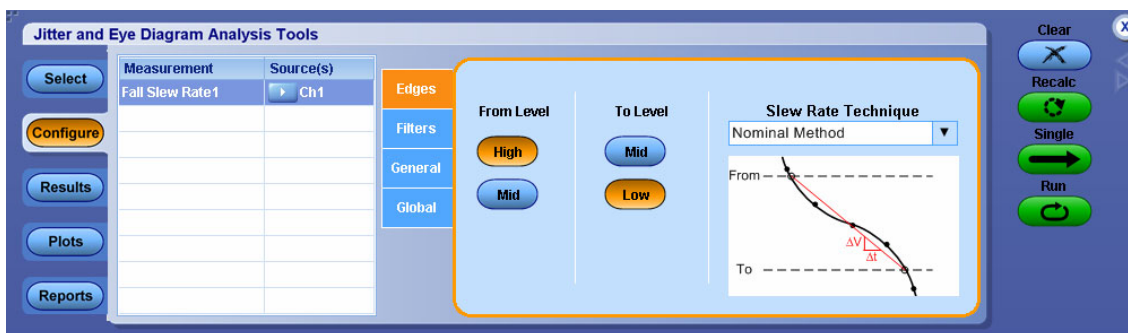 Jitter and Eye Diagram Analysis Tools
Select
Configure
Results
Plots
Reports
Measurement Source(s)
Fall Slew Rate1 Ch1
Edges
Filters
General
Global
From Level
High
Mid
To Level
Mid
Low
Slew Rate Technique
Nominal Method
From
ΔV
Δt
To
Clear
Recalc
Single
Run
X